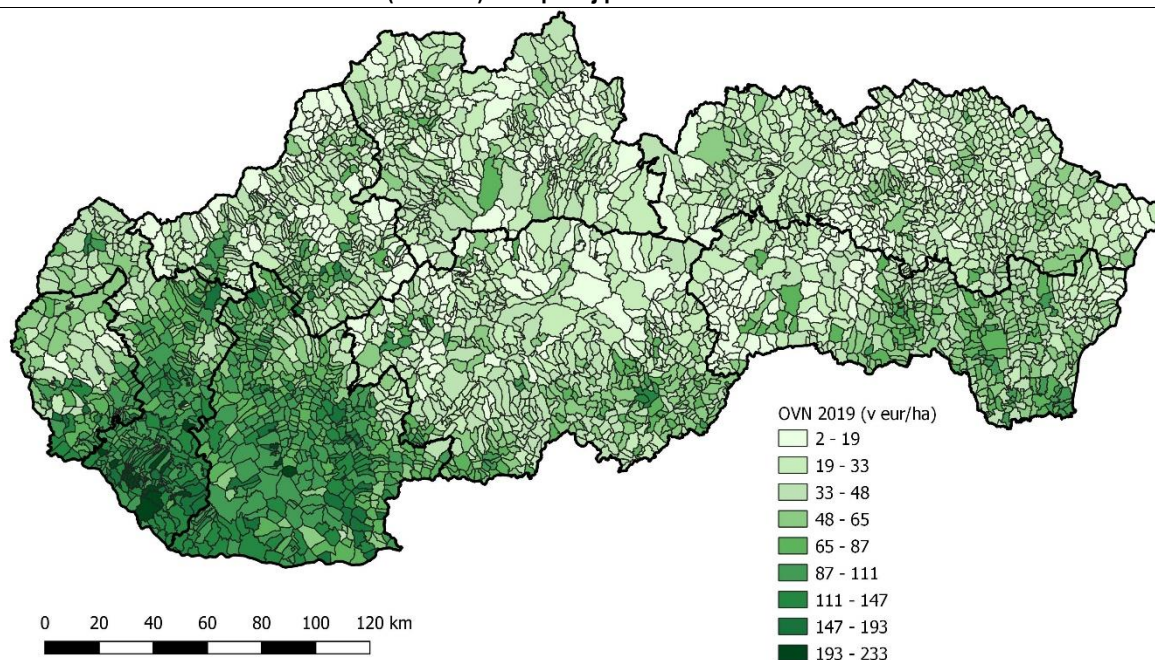 OVN 2019 (v eur/ha)
2 - 19
19 - 33
33 - 48
48 - 65
65 - 87
87 - 111
111 - 147
147 - 193
193 - 233
0 20 40 60 80 100 120 km